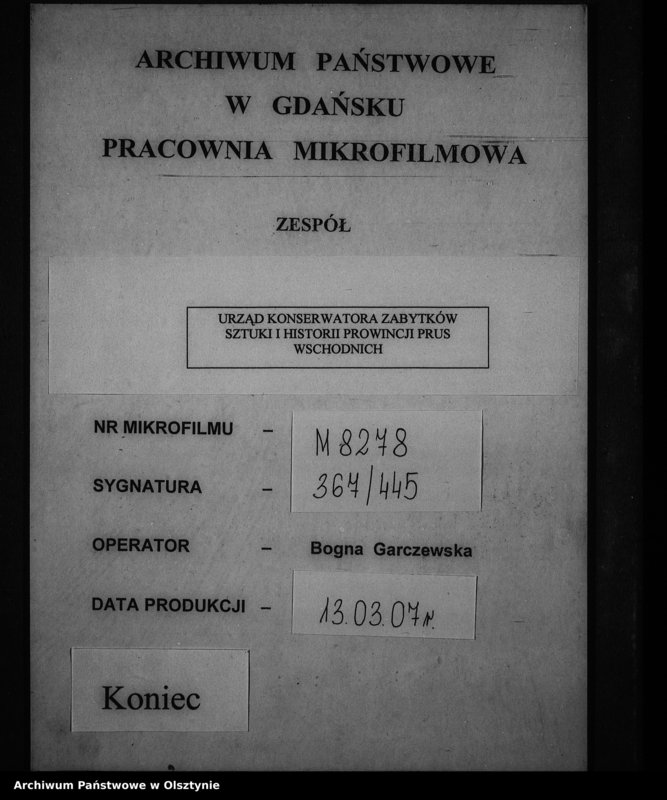 ARCHIWUM PAŃSTWOWE
W GDAŃSKU
PRACOWNIA MIKROFILMOWA
ZESPÓŁ
URZĄD KONSERWATORA ZABYTKÓW
SZTUKI I HISTORII PROWINCJI PRUS
WSCHODNICH
NR MIKROFILMU – M 8278
SYGNATURA – 367/445
OPERATOR – Bogna Garczewska
DATA PRODUKCJI – 13.03.07r.
Koniec
Archiwum Państwowe w Olsztynie